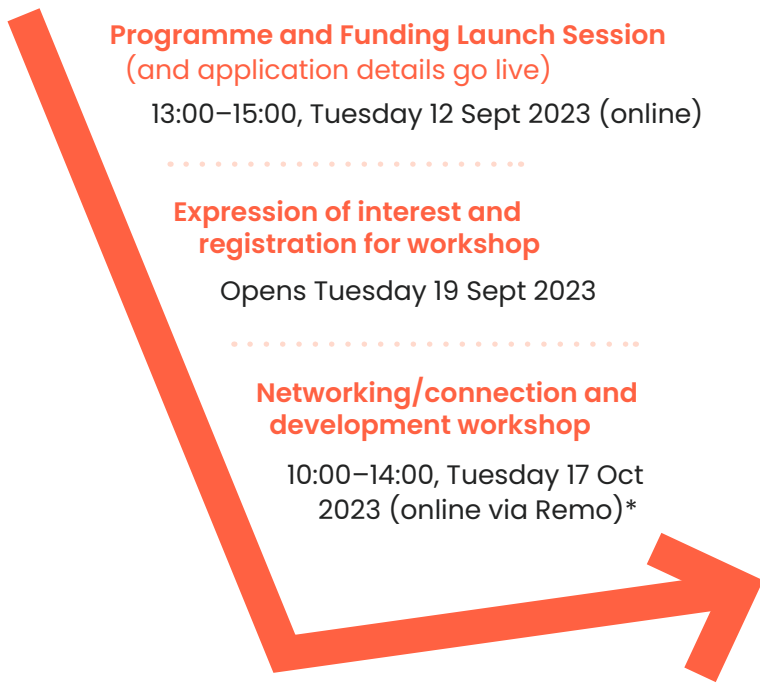 Programme and Funding Launch Session
(and application details go live)
13:00–15:00, Tuesday 12 Sept 2023 (online)
Expression of interest and
registration for workshop
Opens Tuesday 19 Sept 2023
Networking/connection and
development workshop
10:00–14:00, Tuesday 17 Oct
2023 (online via Remo)*